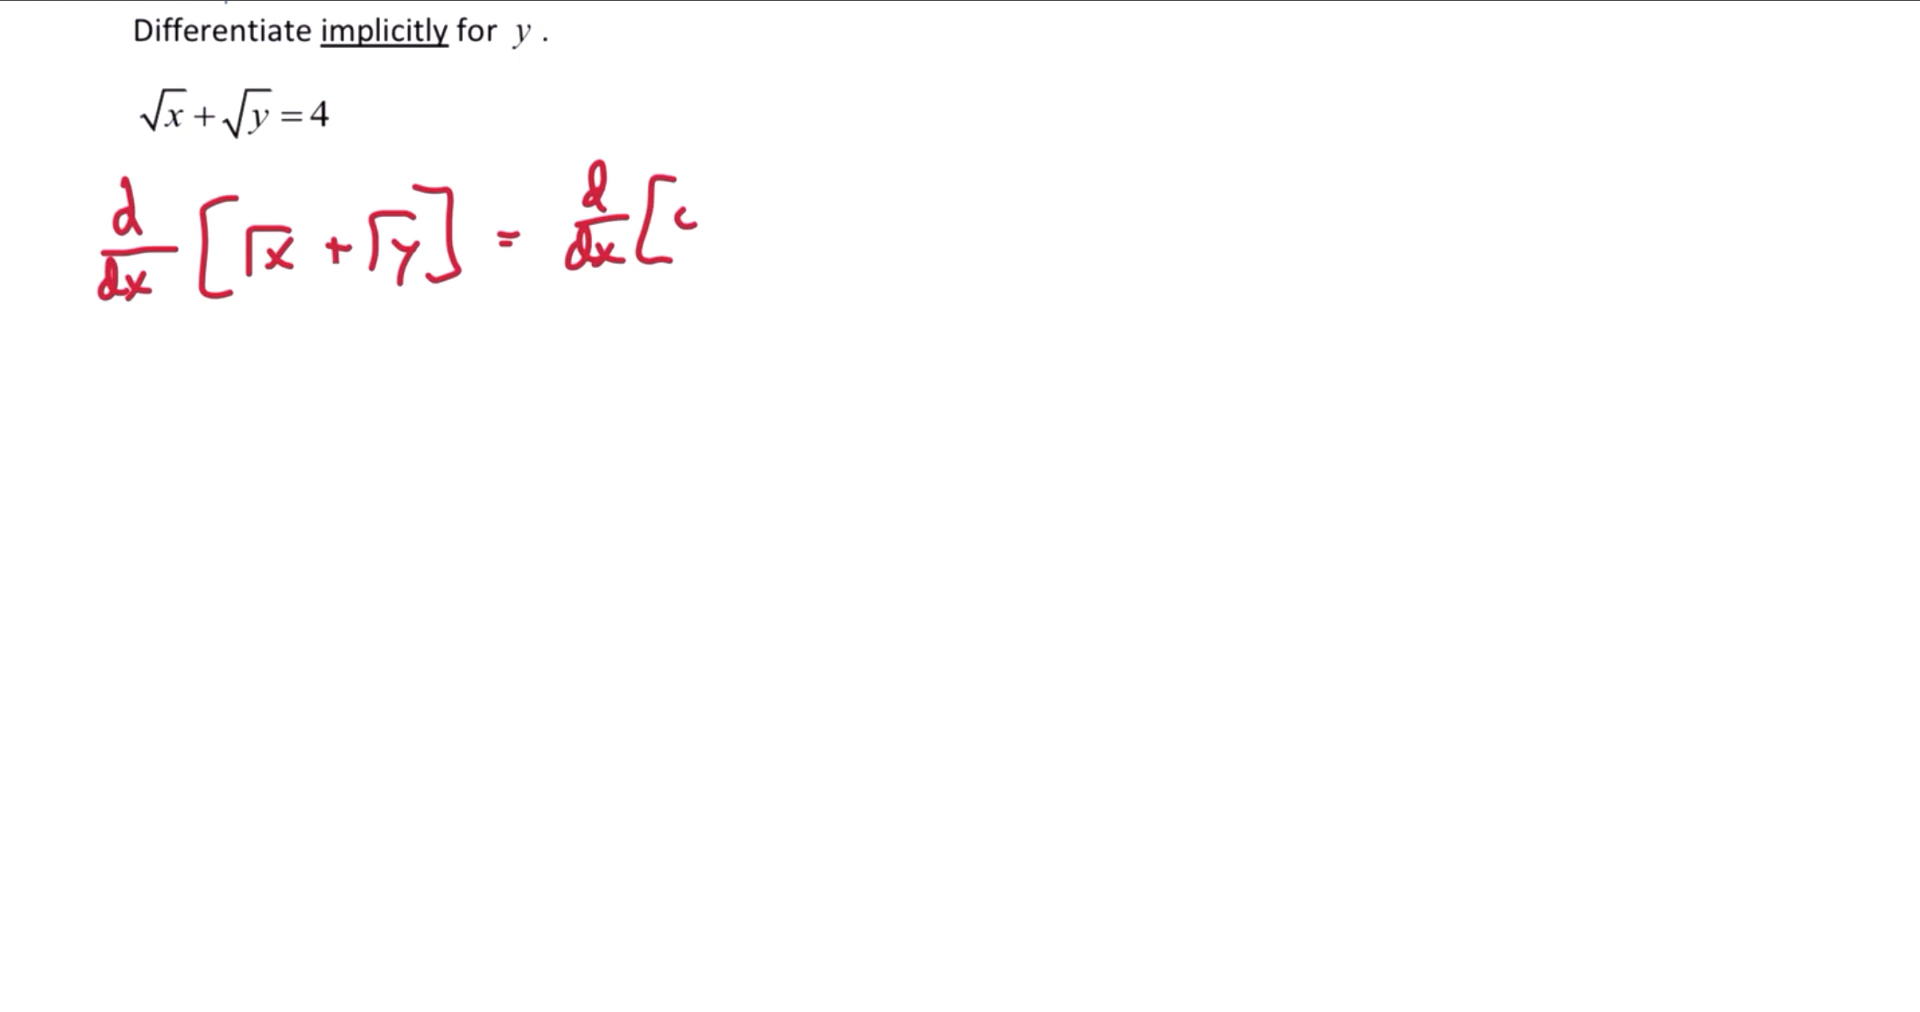 Differentiate implicitly for y .
√x + √y = 4
d/dx [√x + √y] = d/dx [